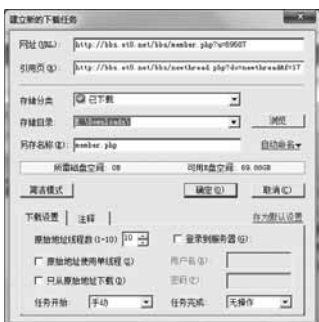 建立新的下载任务
网址(URL): http://bbs.et8.net/bbs/member.php?u=89507
引用页(R): http://bbs.et8.net/bbs/newthread.php?do=newthread&f=17
存储分类 已下载
存储目录: E:\Downloads\ 浏览
另存名称(E): member.php 自动命名
所需磁盘空间: 0B 可用E盘空间: 69.00GB
简洁模式 确定(O) 取消(C)
下载设置 注释 存为默认设置
原始地址线程数(1-10) 10 登录到服务器(G):
原始地址使用单线程 用户名
只从原始地址下载(D) 密码
任务开始: 手动 任务完成: 无操作